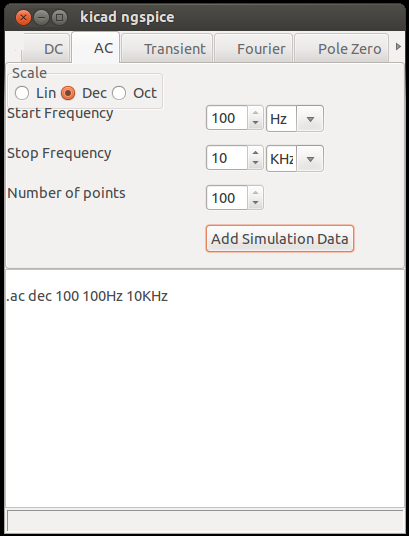 kicad ngspice
DC AC Transient Fourier Pole Zero
Scale
Lin Dec Oct
Start Frequency 100 Hz
Stop Frequency 10 KHz
Number of points 100
Add Simulation Data
.ac dec 100 100Hz 10KHz